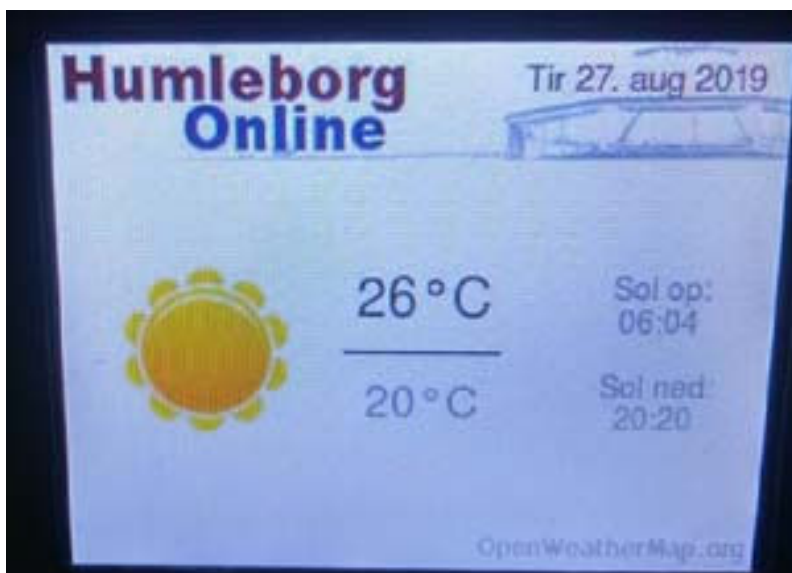 Humleborg
Online
Tir 27. aug 2019
26°C
20°C
Sol op:
06:04
Sol ned:
20:20
OpenWeatherMap.org